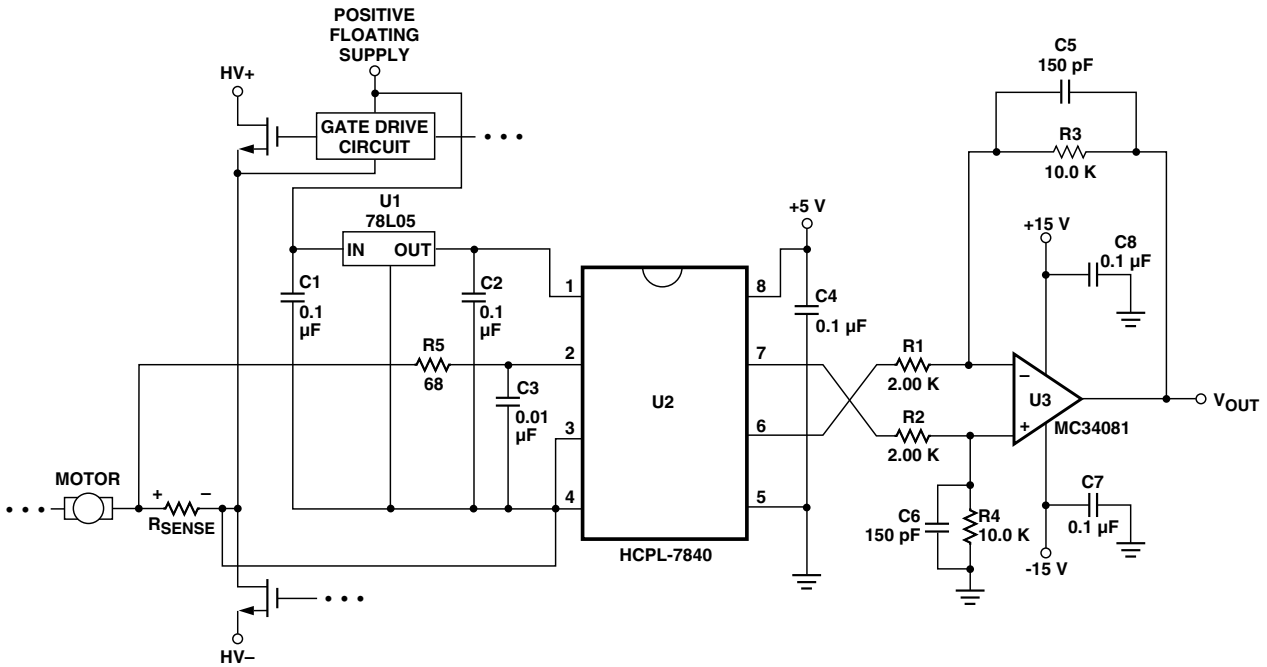 POSITIVE
FLOATING
SUPPLY
HV+
GATE DRIVE
CIRCUIT
• • •
U1
78L05
IN OUT
C1
0.1
µF
C2
0.1
µF
R5
68
C3
0.01
µF
MOTOR
• • •
+ −
RSENSE
• • •
HV−
1
2
3
4
U2
8
7
6
5
HCPL-7840
+5 V
C4
0.1 µF
R1
2.00 K
R2
2.00 K
C5
150 pF
R3
10.0 K
+15 V
C8
0.1 µF
−
U3
+
MC34081
VOUT
C6
150 pF
R4
10.0 K
C7
0.1 µF
-15 V